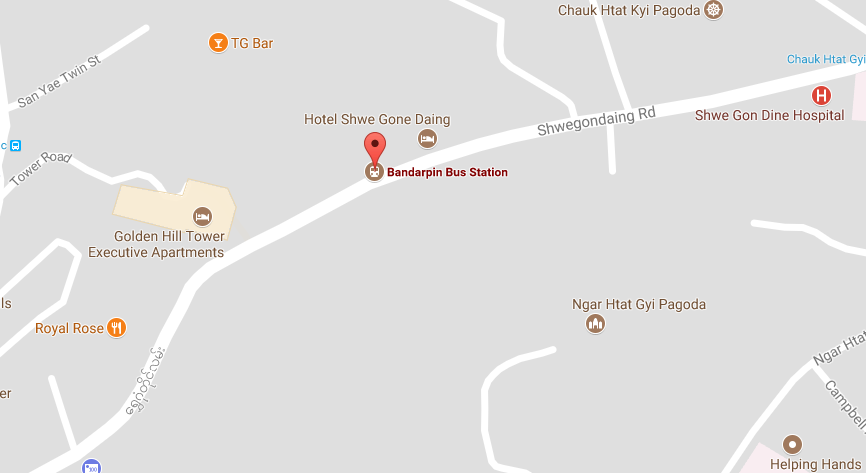 Chauk Htat Kyi Pagoda
TG Bar
Chauk Htat Gyi
San Yae Twin St
H
Shwe Gon Dine Hospital
Hotel Shwe Gone Daing
Shwegondaing Rd
c
Tower Road
Bandarpin Bus Station
Golden Hill Tower
Executive Apartments
ls
Ngar Htat Gyi Pagoda
Royal Rose
Ngar Htat
er
Campbell
Helping Hands